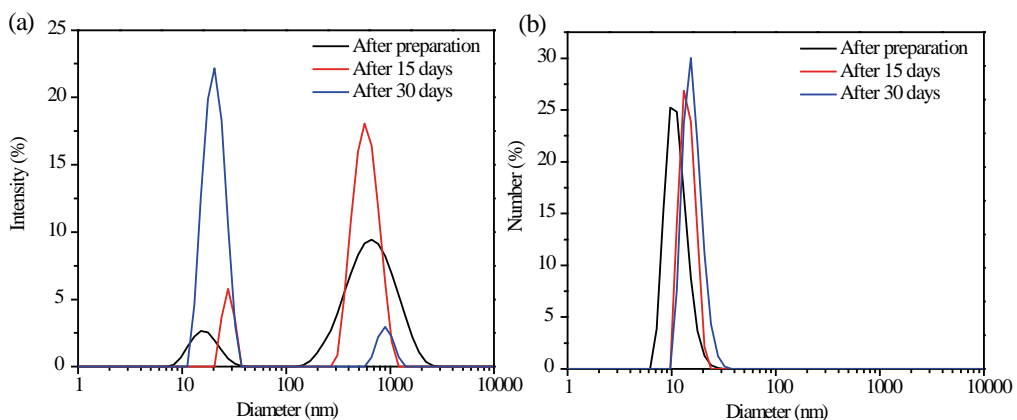 (a)
25
20
15
10
5
0
Intensity (%)
After preparation
After 15 days
After 30 days
1
10
100
1000
10000
Diameter (nm)
(b)
30
25
20
15
10
5
0
Number (%)
After preparation
After 15 days
After 30 days
1
10
100
1000
10000
Diameter (nm)